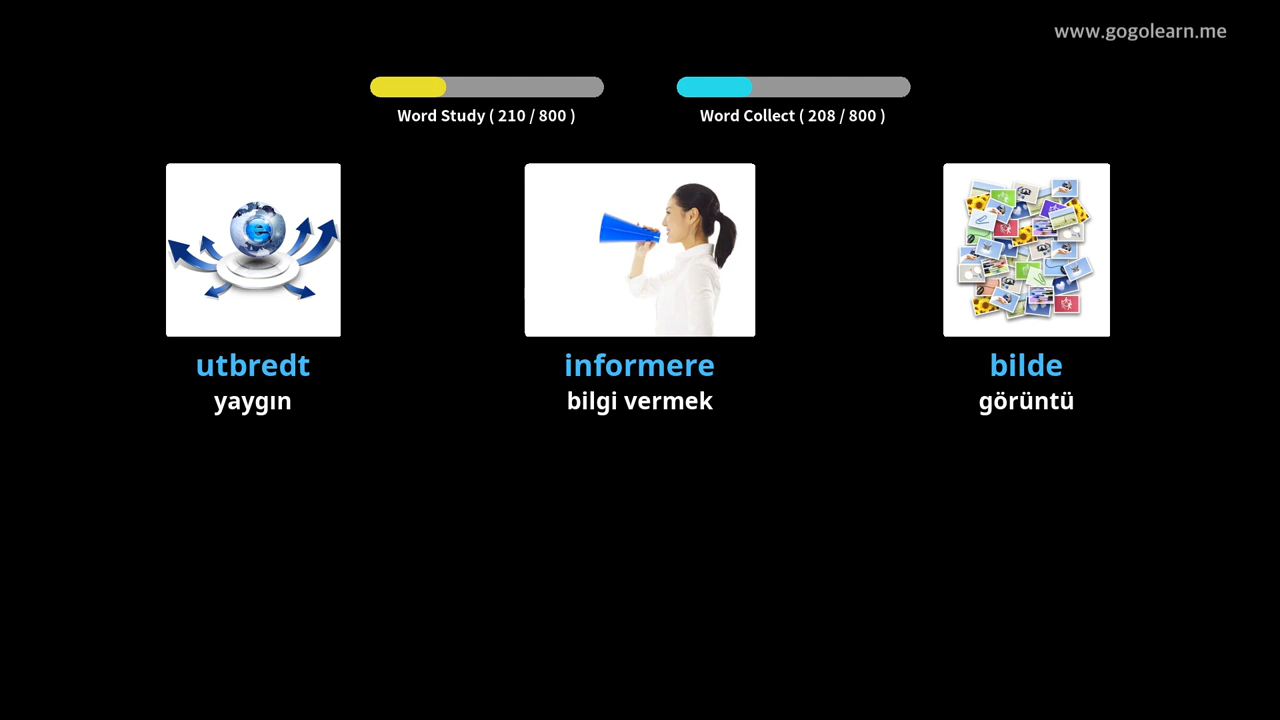 www.gogolearn.me
Word Study ( 210 / 800 )
Word Collect ( 208 / 800 )
e
utbredt
informere
bilde
yaygın
bilgi vermek
görüntü